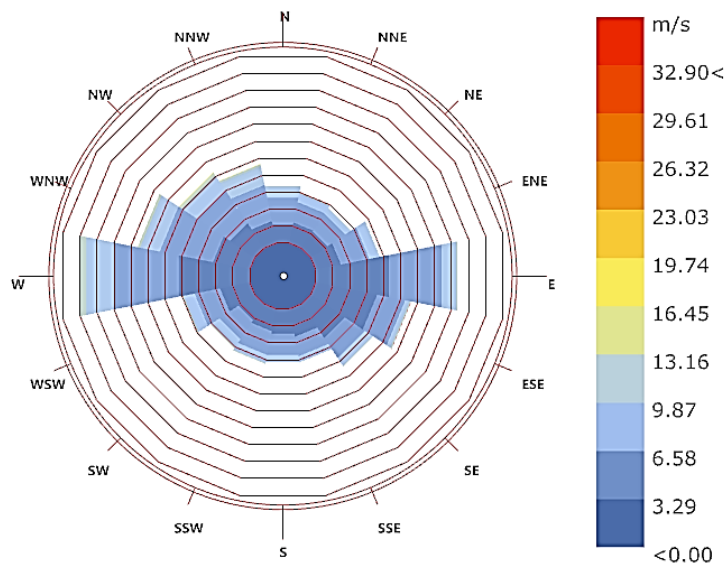 N
NNE
NE
ENE
E
ESE
SE
SSE
S
SSW
SW
WSW
W
WNW
NW
NNW
m/s
32.90<
29.61
26.32
23.03
19.74
16.45
13.16
9.87
6.58
3.29
<0.00